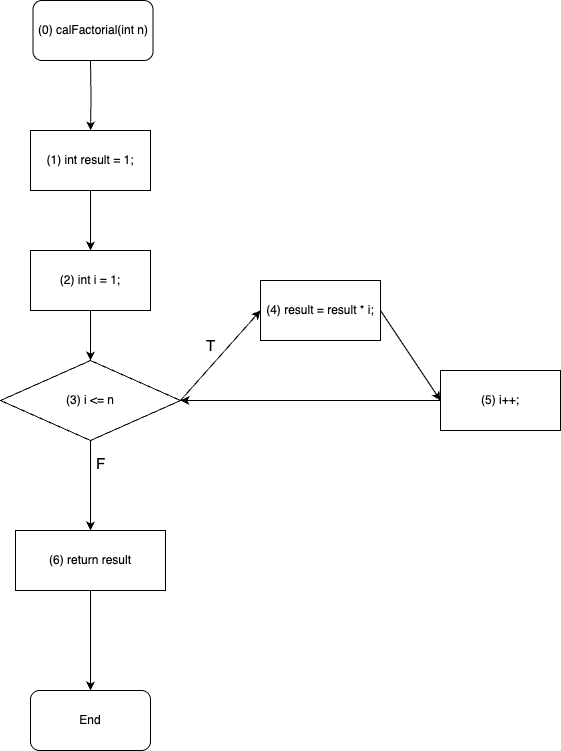 (0) calFactorial(int n)
(1) int result = 1;
(2) int i = 1;
(4) result = result * i;
T
(3) i <= n
(5) i++;
F
(6) return result
End